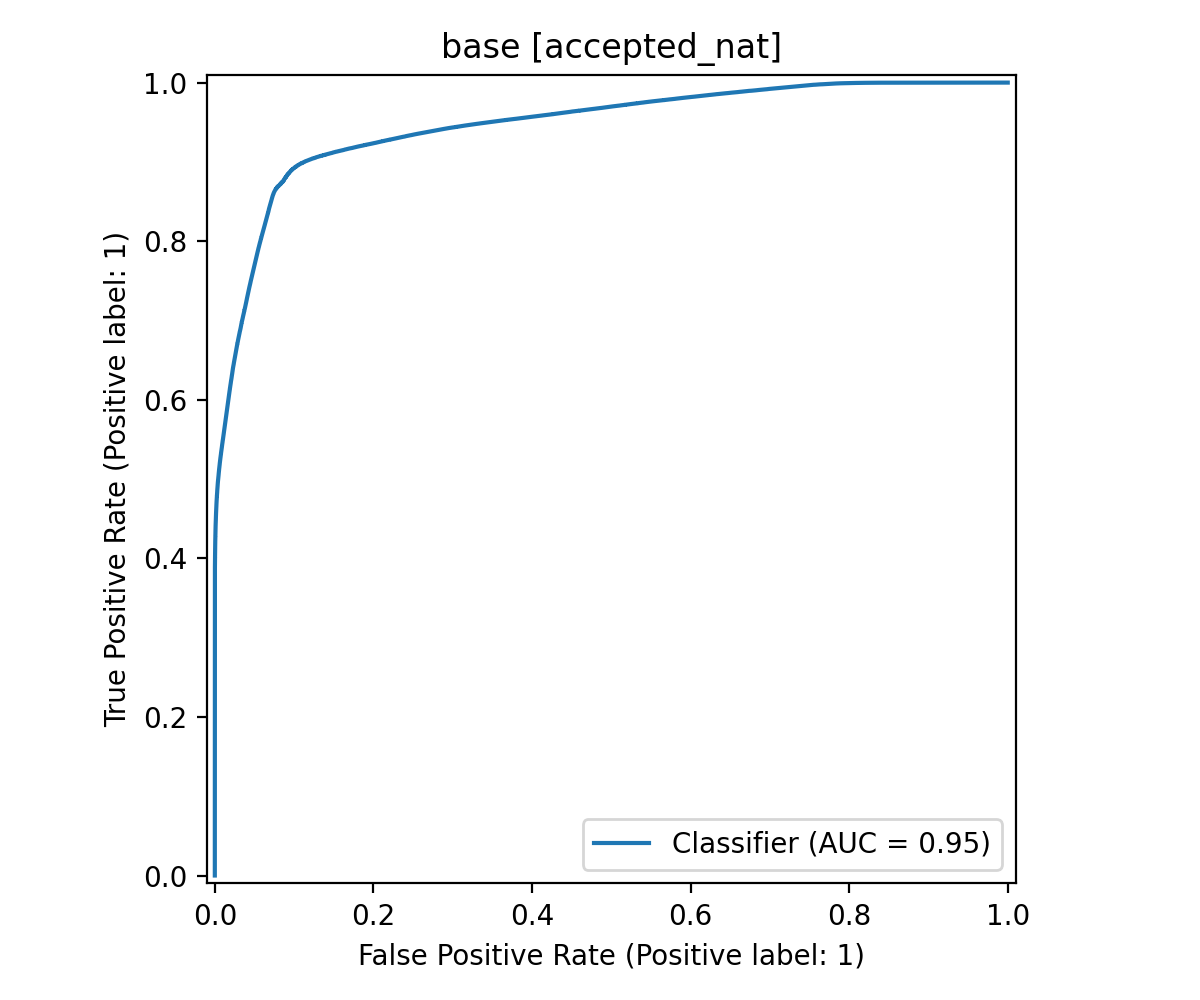 base [accepted_nat]
True Positive Rate (Positive label: 1)
1.0
0.8
0.6
0.4
0.2
0.0
Classifier (AUC = 0.95)
0.0 0.2 0.4 0.6 0.8 1.0
False Positive Rate (Positive label: 1)